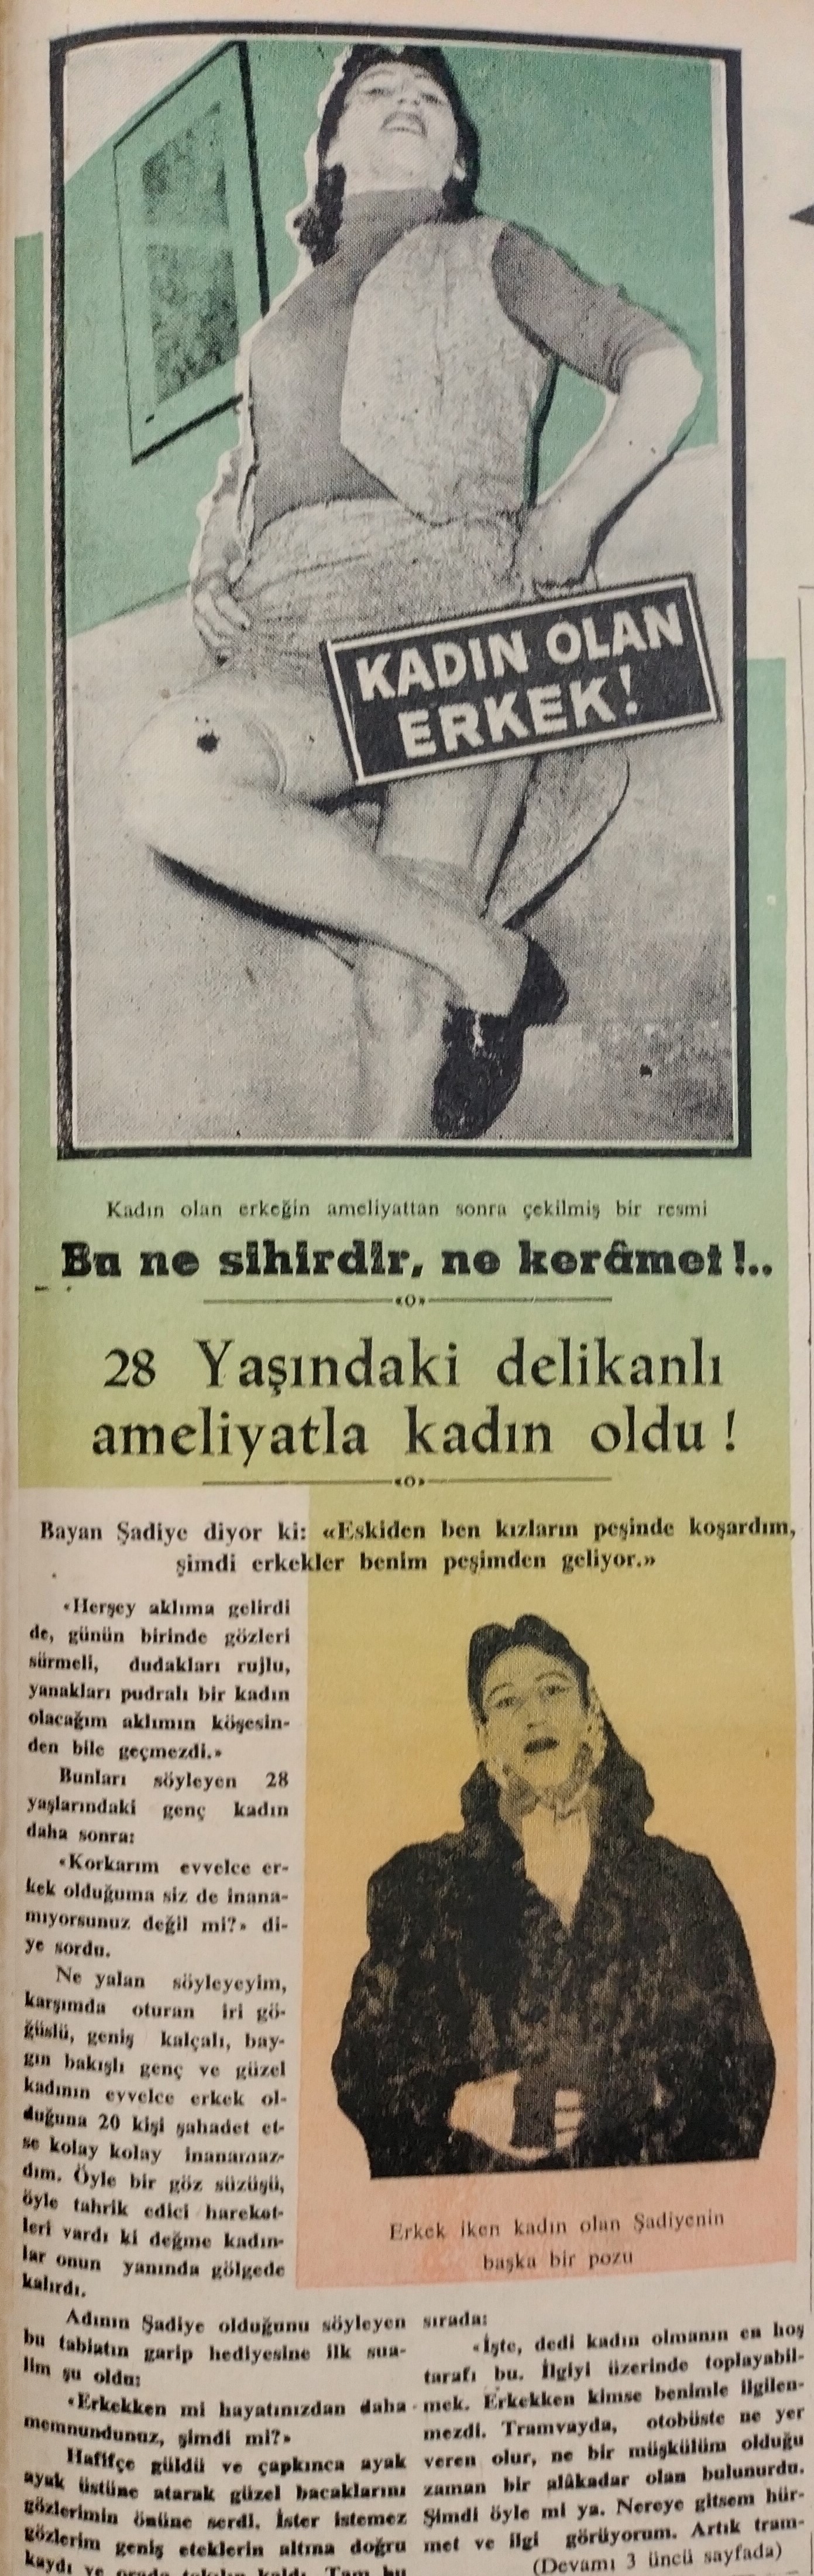 KADIN OLAN
ERKEK!
Kadın olan erkeğin ameliyattan sonra çekilmiş bir resmi
Bu ne sihirdir, ne kerâmet!..
«O»
28 Yaşındaki delikanlı
ameliyatla kadın oldu !
«O»
Bayan Şadiye diyor ki: «Eskiden ben kızların peşinde koşardım,
şimdi erkekler benim peşimden geliyor.»
«Herşey aklıma gelirdi
de, günün birinde gözleri
sürmeli, dudakları rujlu,
yanakları pudralı bir kadın
olacağım aklımın köşesin-
den bile geçmezdi.»
Bunları söyleyen 28
yaşlarındaki genç kadın
daha sonra:
«Korkarım evvelce er-
kek olduğuma siz de inana-
mıyorsunuz değil mi?» di-
ye sordu.
Ne yalan söyleyeyim,
karşımda oturan iri gö-
ğüslü, geniş kalçalı, bay-
gın bakışlı genç ve güzel
kadının evvelce erkek ol-
duğuna 20 kişi şahadet et-
se kolay kolay inanamaz-
dım. Öyle bir göz süzüşü,
öyle tahrik edici hareket-
leri vardı ki değme kadın-
lar onun yanında gölgede
kalırdı.
Erkek iken kadın olan Şadiyenin
başka bir pozu
Adının Şadiye olduğunu söyleyen
bu tabiatın garip hediyesine ilk sua-
lim şu oldu:
«Erkekken mi hayatınızdan daha
memnundunuz, şimdi mi?»
Hafifçe güldü ve çapkınca ayak
ayak üstüne atarak güzel bacaklarını
gözlerimin önüne serdi. İster istemez
gözlerim geniş eteklerin altına doğru
kaydı ve orada takılıp kaldı. Tam bu
sırada:
«İşte, dedi kadın olmanın en hoş
tarafı bu. İlgiyi üzerinde toplayabil-
mek. Erkekken kimse benimle ilgilen-
mezdi. Tramvayda, otobüste ne yer
veren olur, ne bir müşkülüm olduğu
zaman bir alâkadar olan bulunurdu.
Şimdi öyle mi ya. Nereye gitsem hür-
met ve ilgi görüyorum. Artık tram-
(Devamı 3 üncü sayfada)